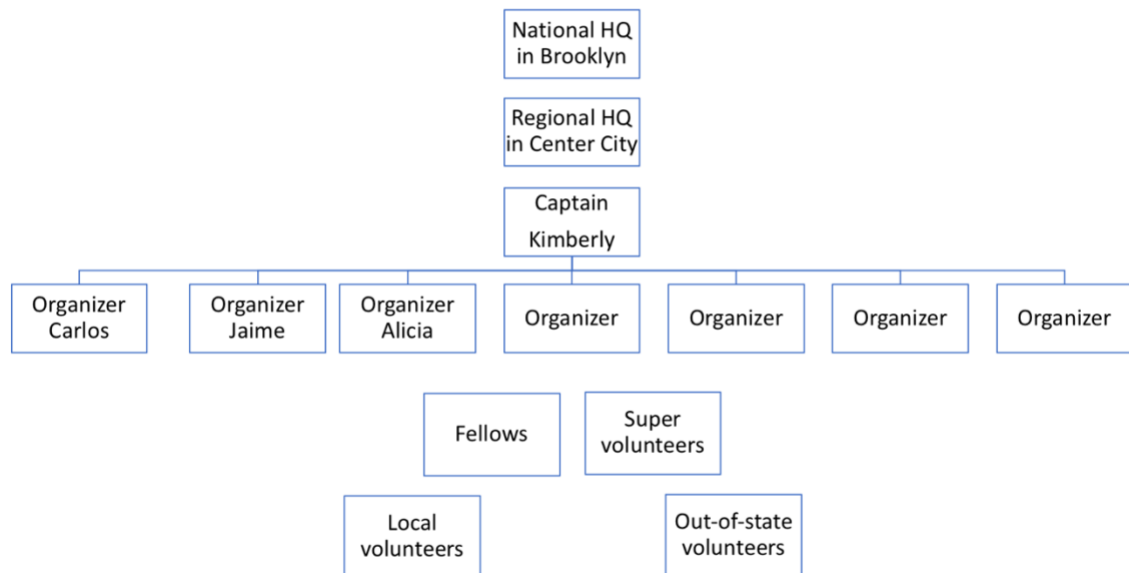 National HQ
in Brooklyn
Regional HQ
in Center City
Captain
Kimberly
Organizer
Carlos
Organizer
Jaime
Organizer
Alicia
Organizer
Organizer
Organizer
Organizer
Fellows
Super
volunteers
Local
volunteers
Out-of-state
volunteers